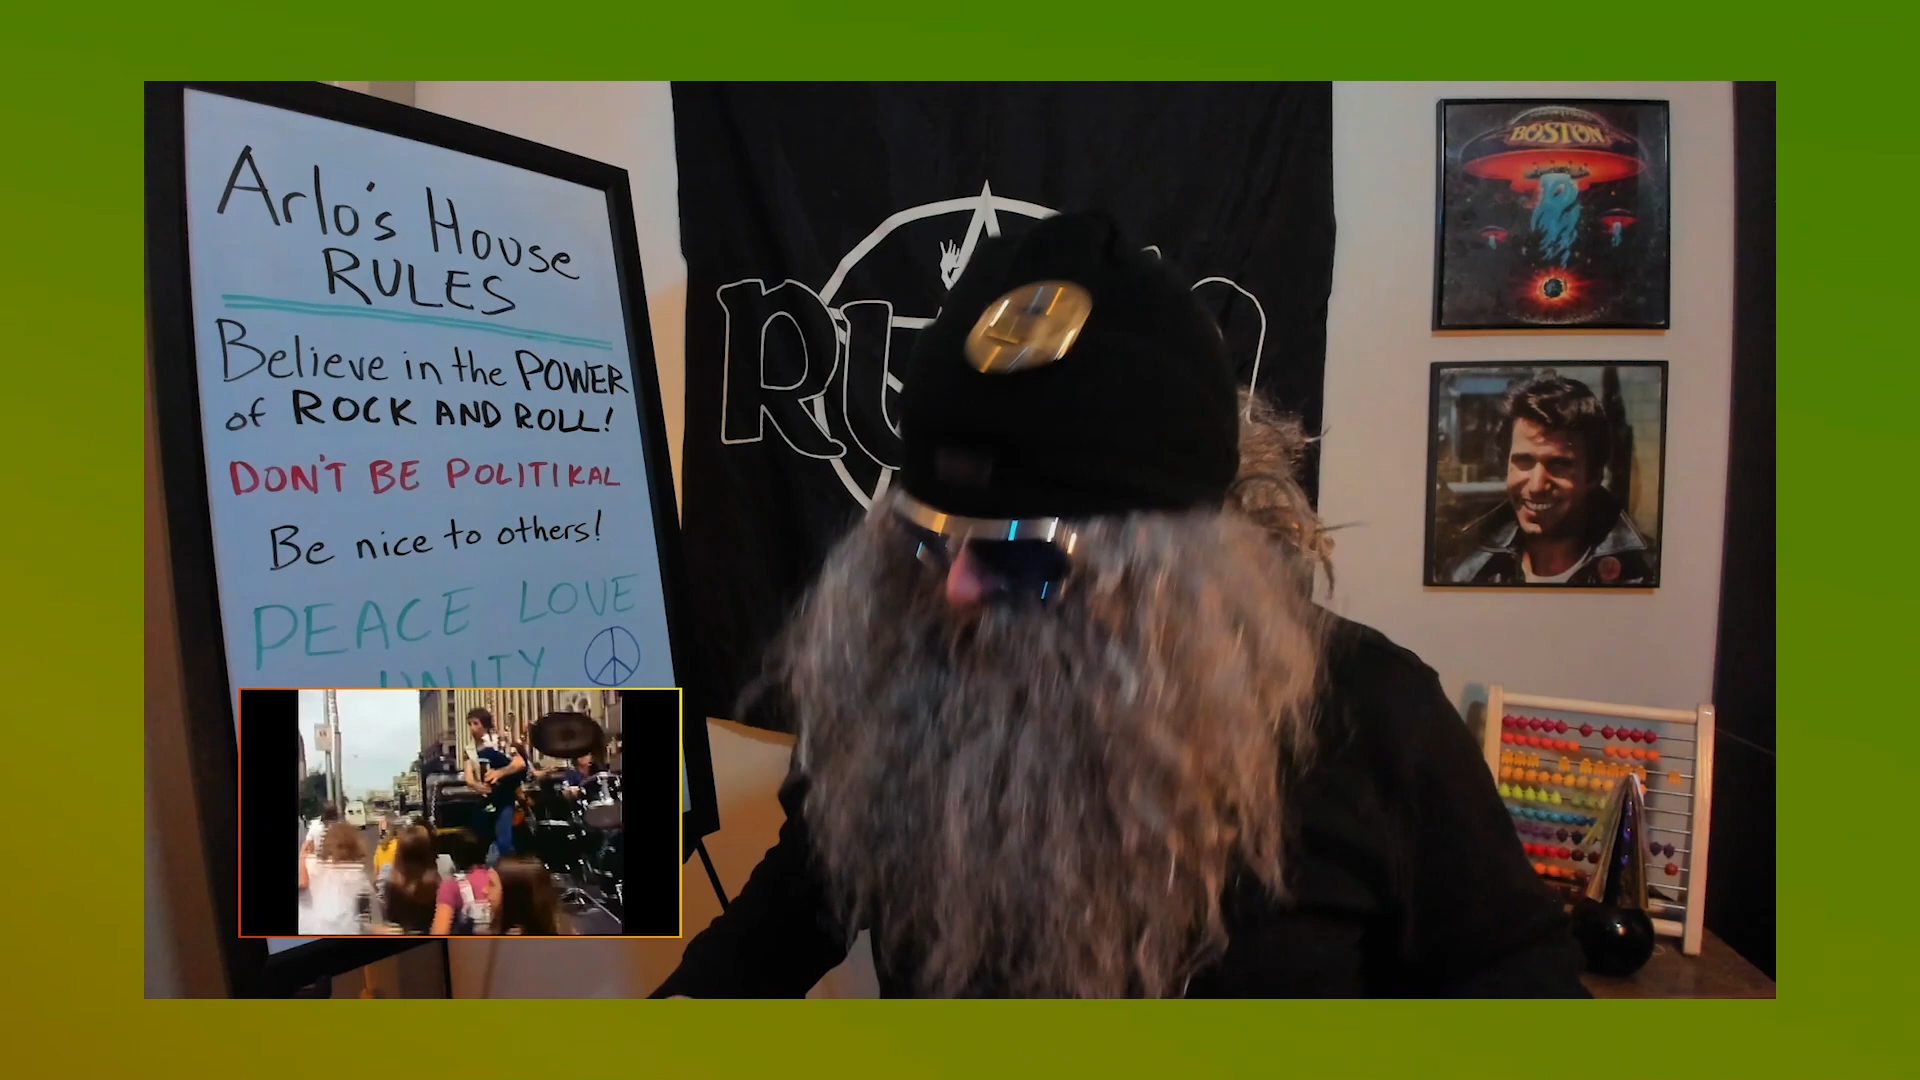 Arlo's House
RULES
Believe in the POWER
of ROCK AND ROLL!
DON'T BE POLITIKAL
Be nice to others!
PEACE LOVE
UNITY
BOSTON